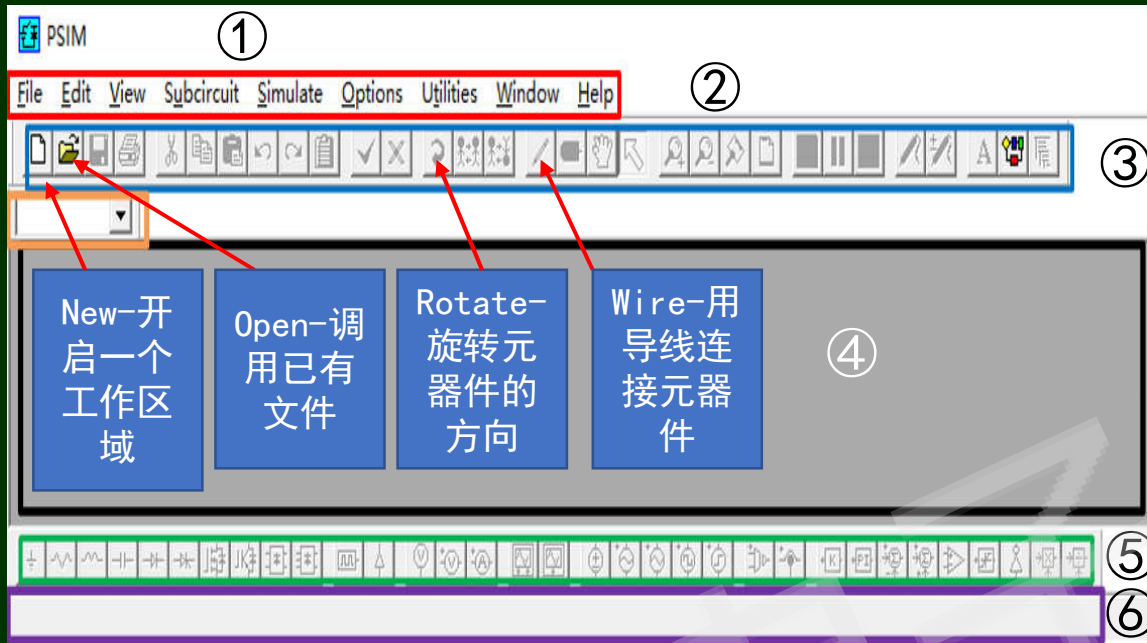 PSIM
①
File Edit View Subcircuit Simulate Options Utilities Window Help
②
A
③
New-开
启一个
工作区
域
Open-调
用已有
文件
Rotate-
旋转元
器件的
方向
Wire-用
导线连
接元器
件
④
V V A K PI
⑤
⑥